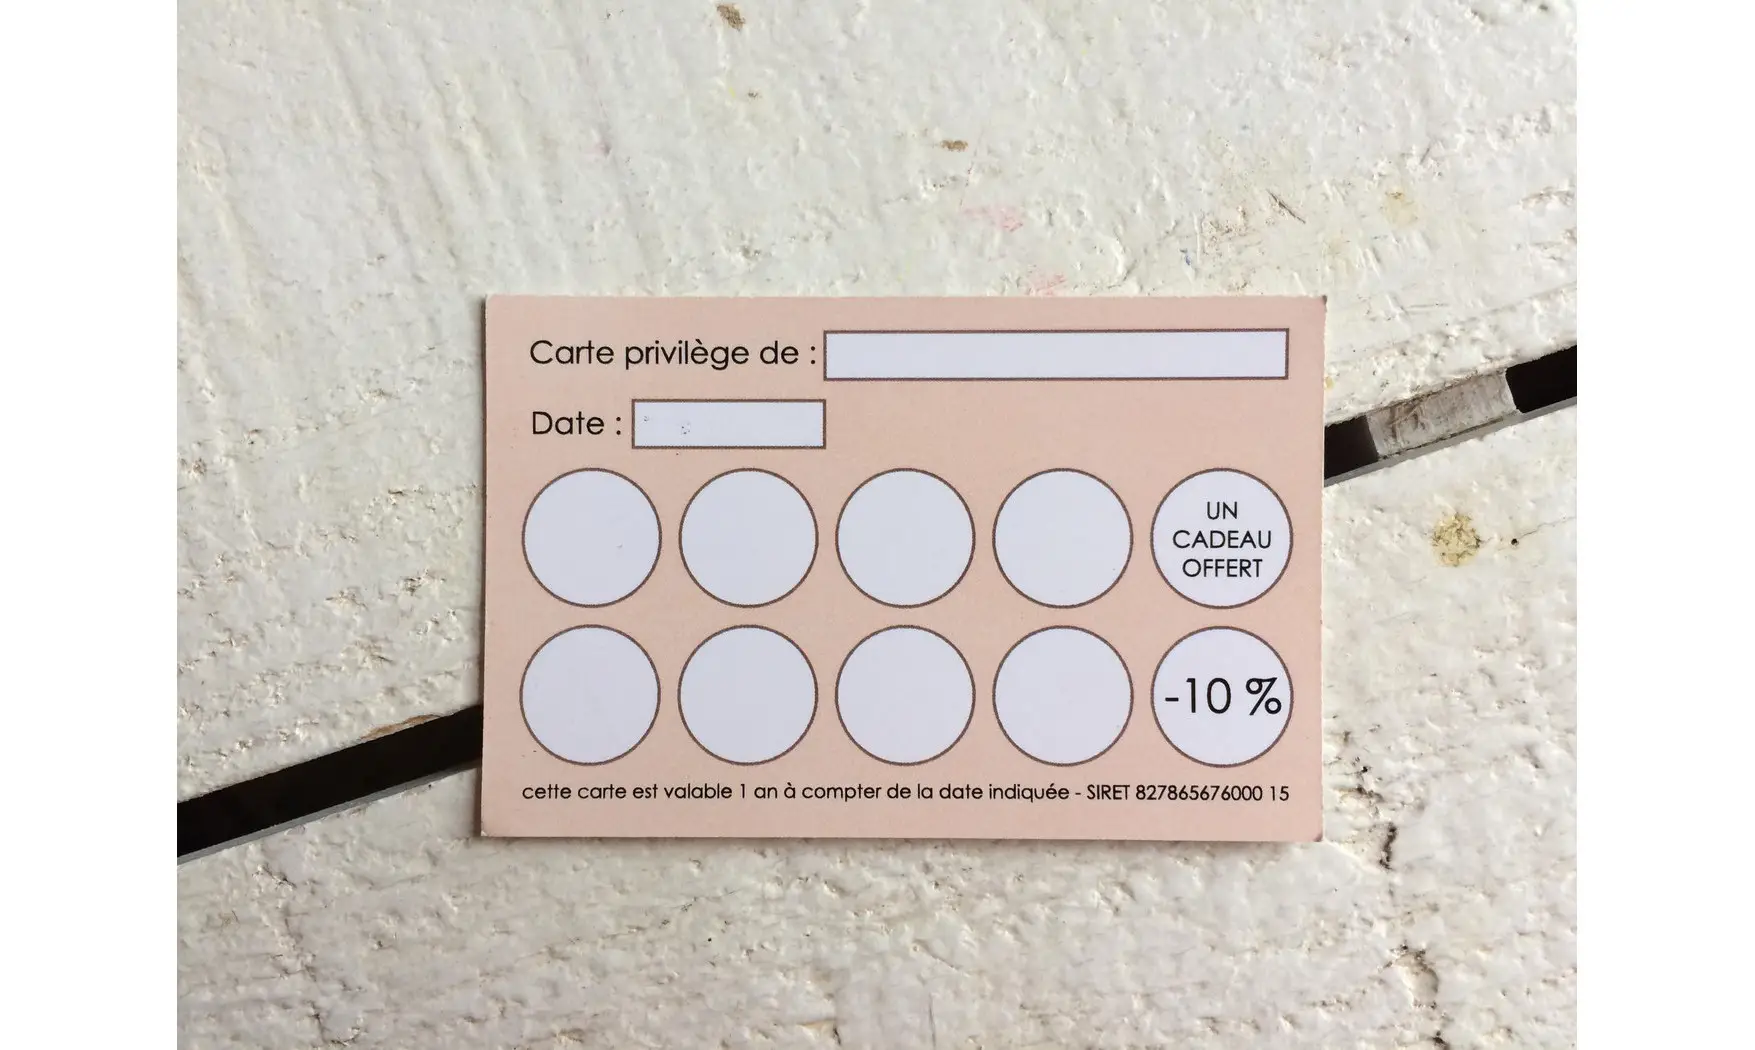 Carte privilège de :
Date :
UN
CADEAU
OFFERT
-10 %
cette carte est valable 1 an à compter de la date indiquée - SIRET 827865676000 15